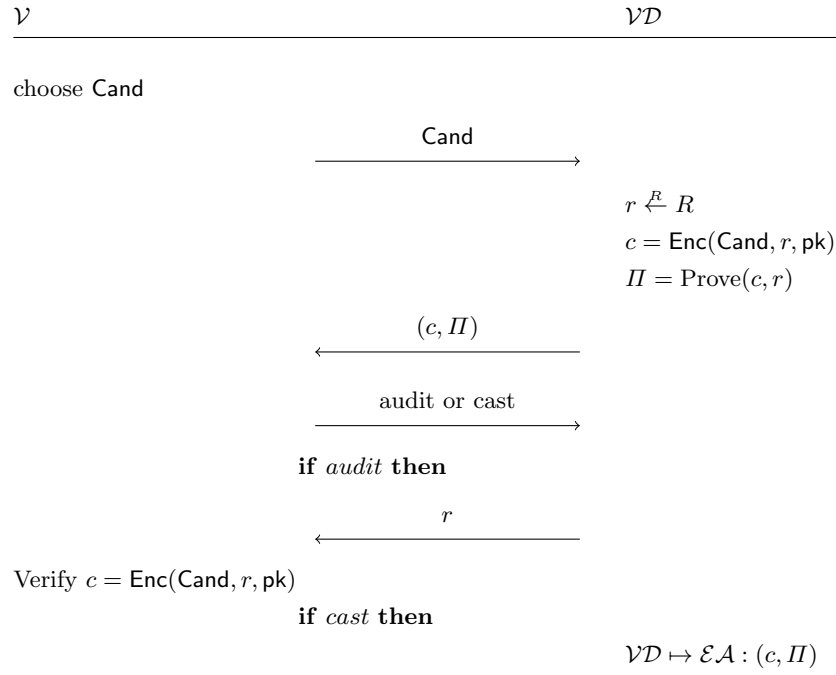 𝒱 𝒱𝒟
choose Cand
Cand
r ←ᴿ R
c = Enc(Cand, r, pk)
Π = Prove(c, r)
(c, Π)
audit or cast
if audit then
r
Verify c = Enc(Cand, r, pk)
if cast then
𝒱𝒟 ↦ ℰ𝒜 : (c, Π)